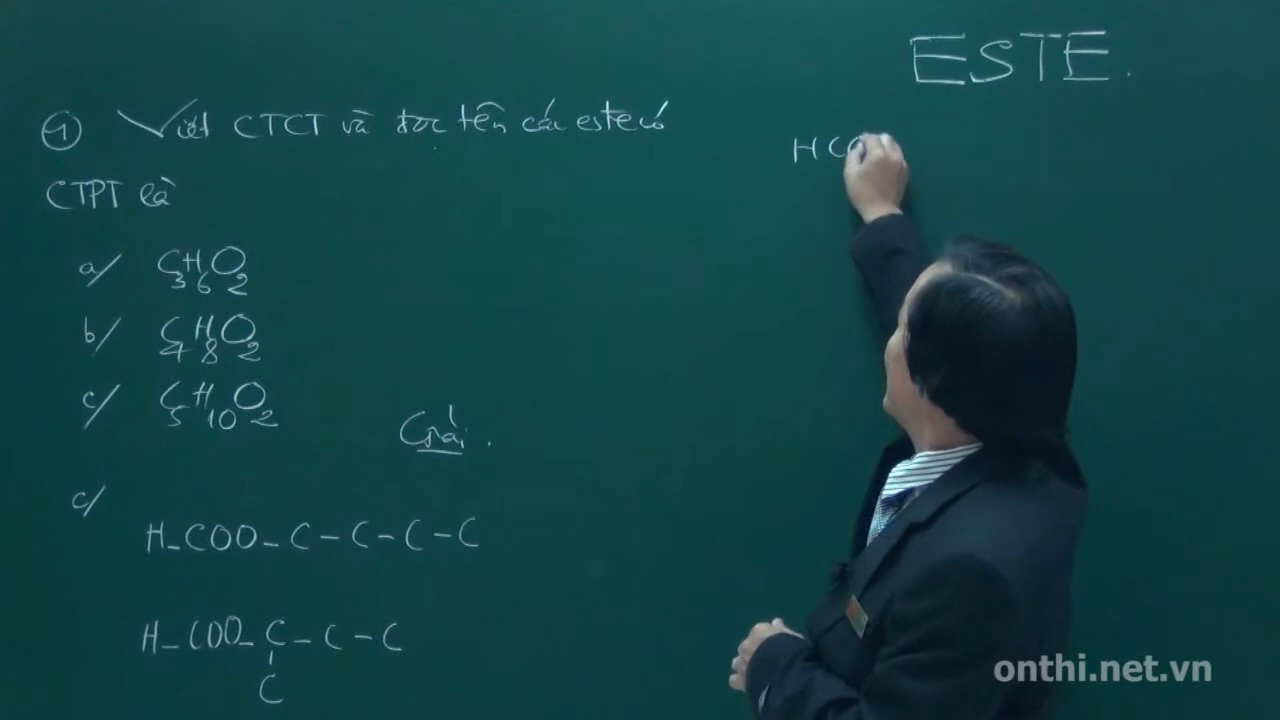 ESTE.
① Viết CTCT và đọc tên các este có
CTPT là
a/ C3H6O2
b/ C4H8O2
c/ C5H10O2
Giải.
c/
H-COO-C-C-C-C
H-COO-C-C-C
C
HCO
onthi.net.vn